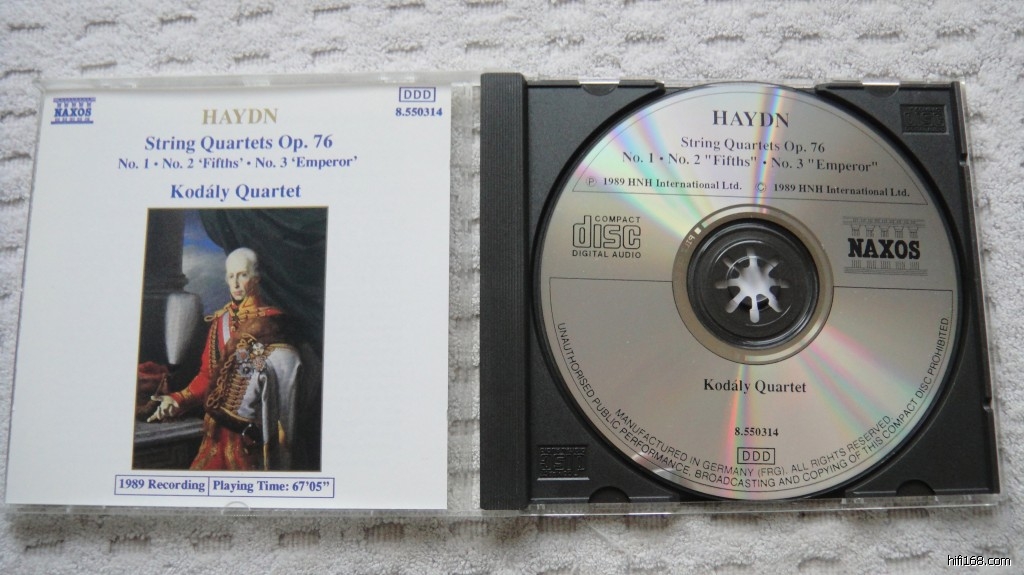 NAXOS
DDD
8.550314
HAYDN
String Quartets Op. 76
No. 1 • No. 2 ‘Fifths’ • No. 3 ‘Emperor’
Kodály Quartet
1989 Recording
Playing Time: 67’05”
HAYDN
String Quartets Op. 76
No. 1 • No. 2 "Fifths" • No. 3 "Emperor"
℗ 1989 HNH International Ltd. © 1989 HNH International Ltd.
COMPACT
disc
DIGITAL AUDIO
NAXOS
Kodály Quartet
8.550314
DDD
UNAUTHORISED PUBLIC PERFORMANCE, BROADCASTING AND COPYING OF THIS COMPACT DISC PROHIBITED.
MANUFACTURED IN GERMANY (FRG). ALL RIGHTS RESERVED.
hifi168.com